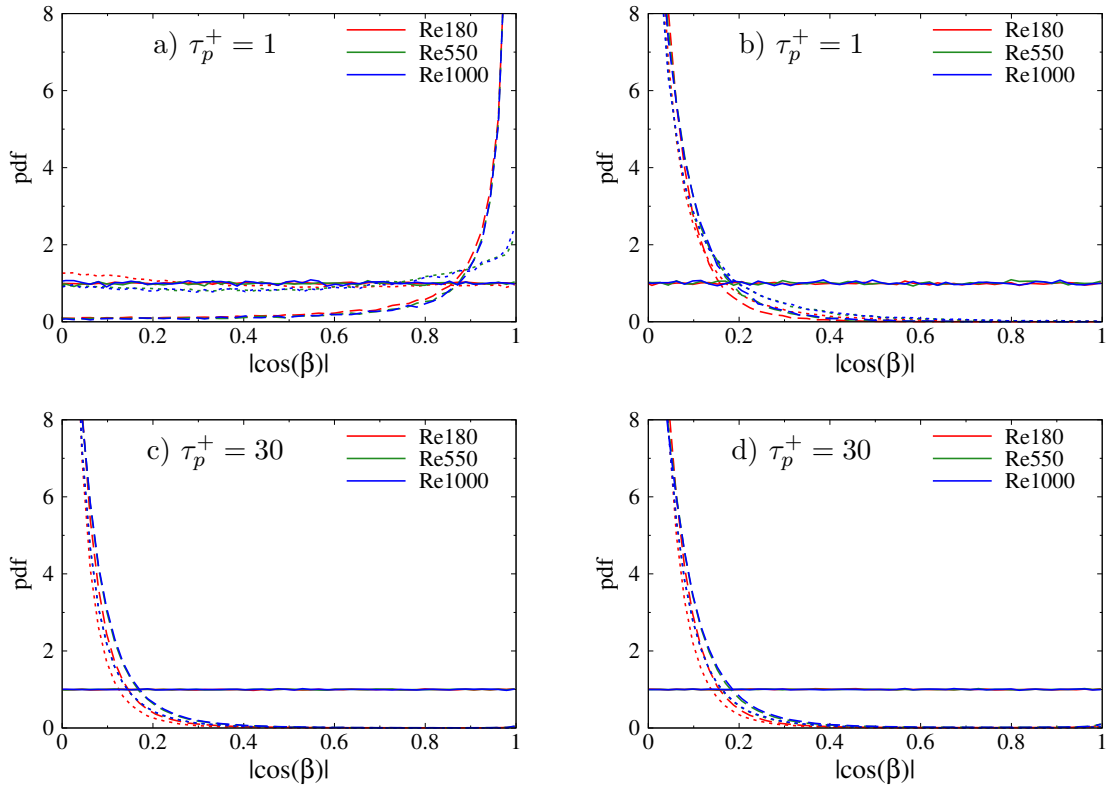 a) τ_p^+ = 1
Re180
Re550
Re1000
pdf
0
2
4
6
8
0 0.2 0.4 0.6 0.8 1
|cos(β)|
b) τ_p^+ = 1
Re180
Re550
Re1000
pdf
0
2
4
6
8
0 0.2 0.4 0.6 0.8 1
|cos(β)|
c) τ_p^+ = 30
Re180
Re550
Re1000
pdf
0
2
4
6
8
0 0.2 0.4 0.6 0.8 1
|cos(β)|
d) τ_p^+ = 30
Re180
Re550
Re1000
pdf
0
2
4
6
8
0 0.2 0.4 0.6 0.8 1
|cos(β)|